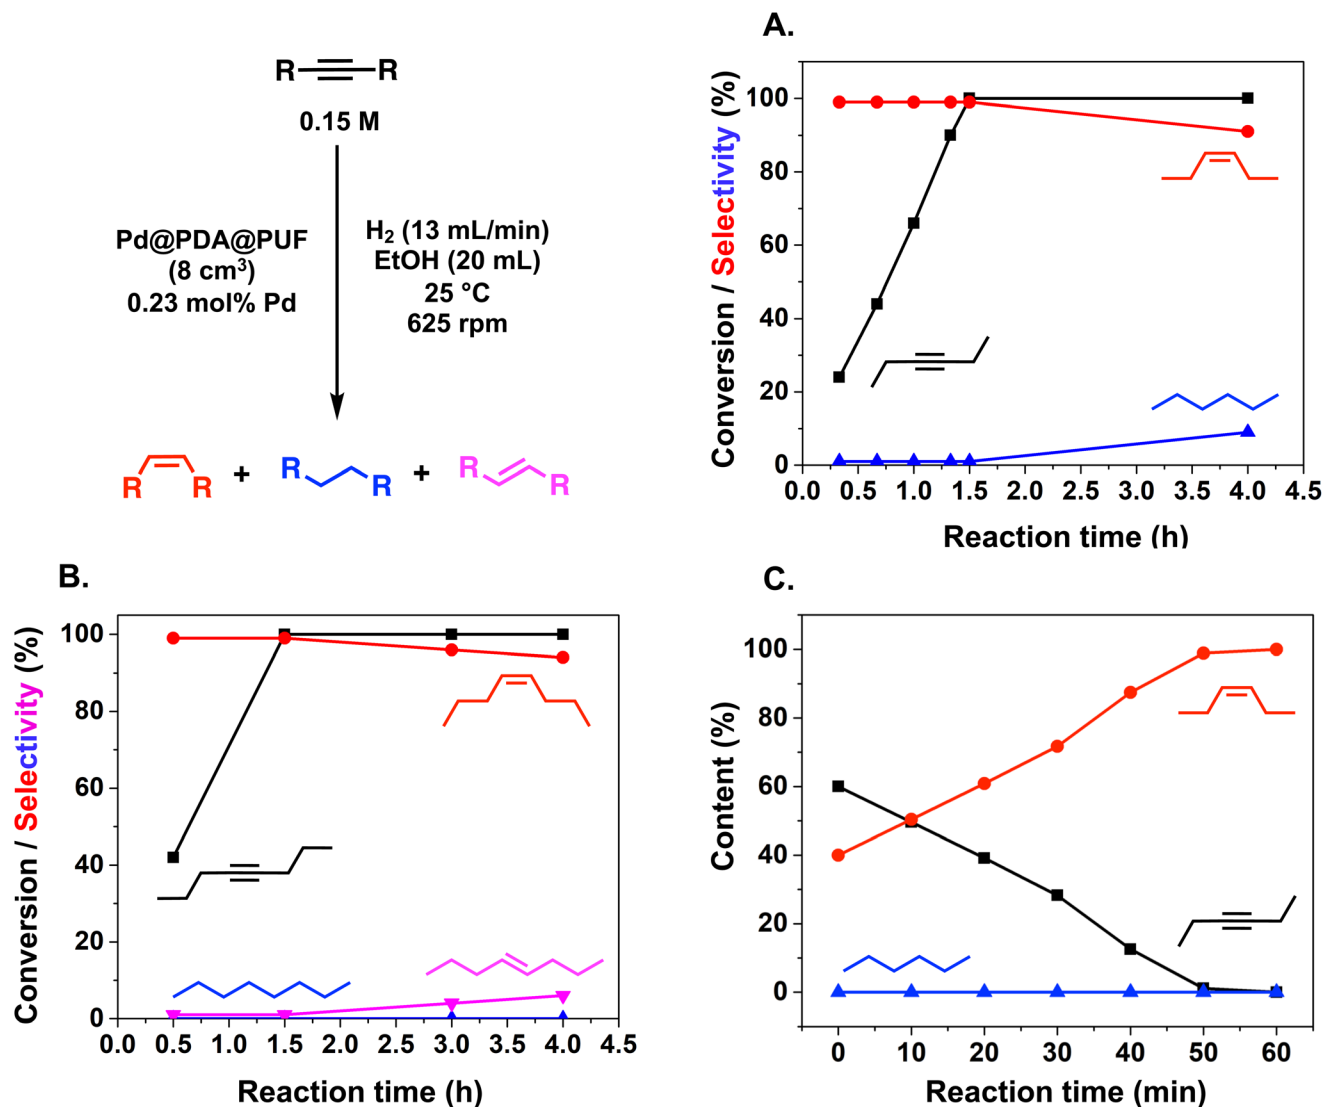 R R
0.15 M
Pd@PDA@PUF
(8 cm³)
0.23 mol% Pd
H₂ (13 mL/min)
EtOH (20 mL)
25 °C
625 rpm
R R + R R + R R
A.
Conversion / Selectivity (%)
100
80
60
40
20
0
0.0 0.5 1.0 1.5 2.0 2.5 3.0 3.5 4.0 4.5
Reaction time (h)
B.
Conversion / Selectivity (%)
100
80
60
40
20
0
0.0 0.5 1.0 1.5 2.0 2.5 3.0 3.5 4.0 4.5
Reaction time (h)
C.
Content (%)
100
80
60
40
20
0
0 10 20 30 40 50 60
Reaction time (min)